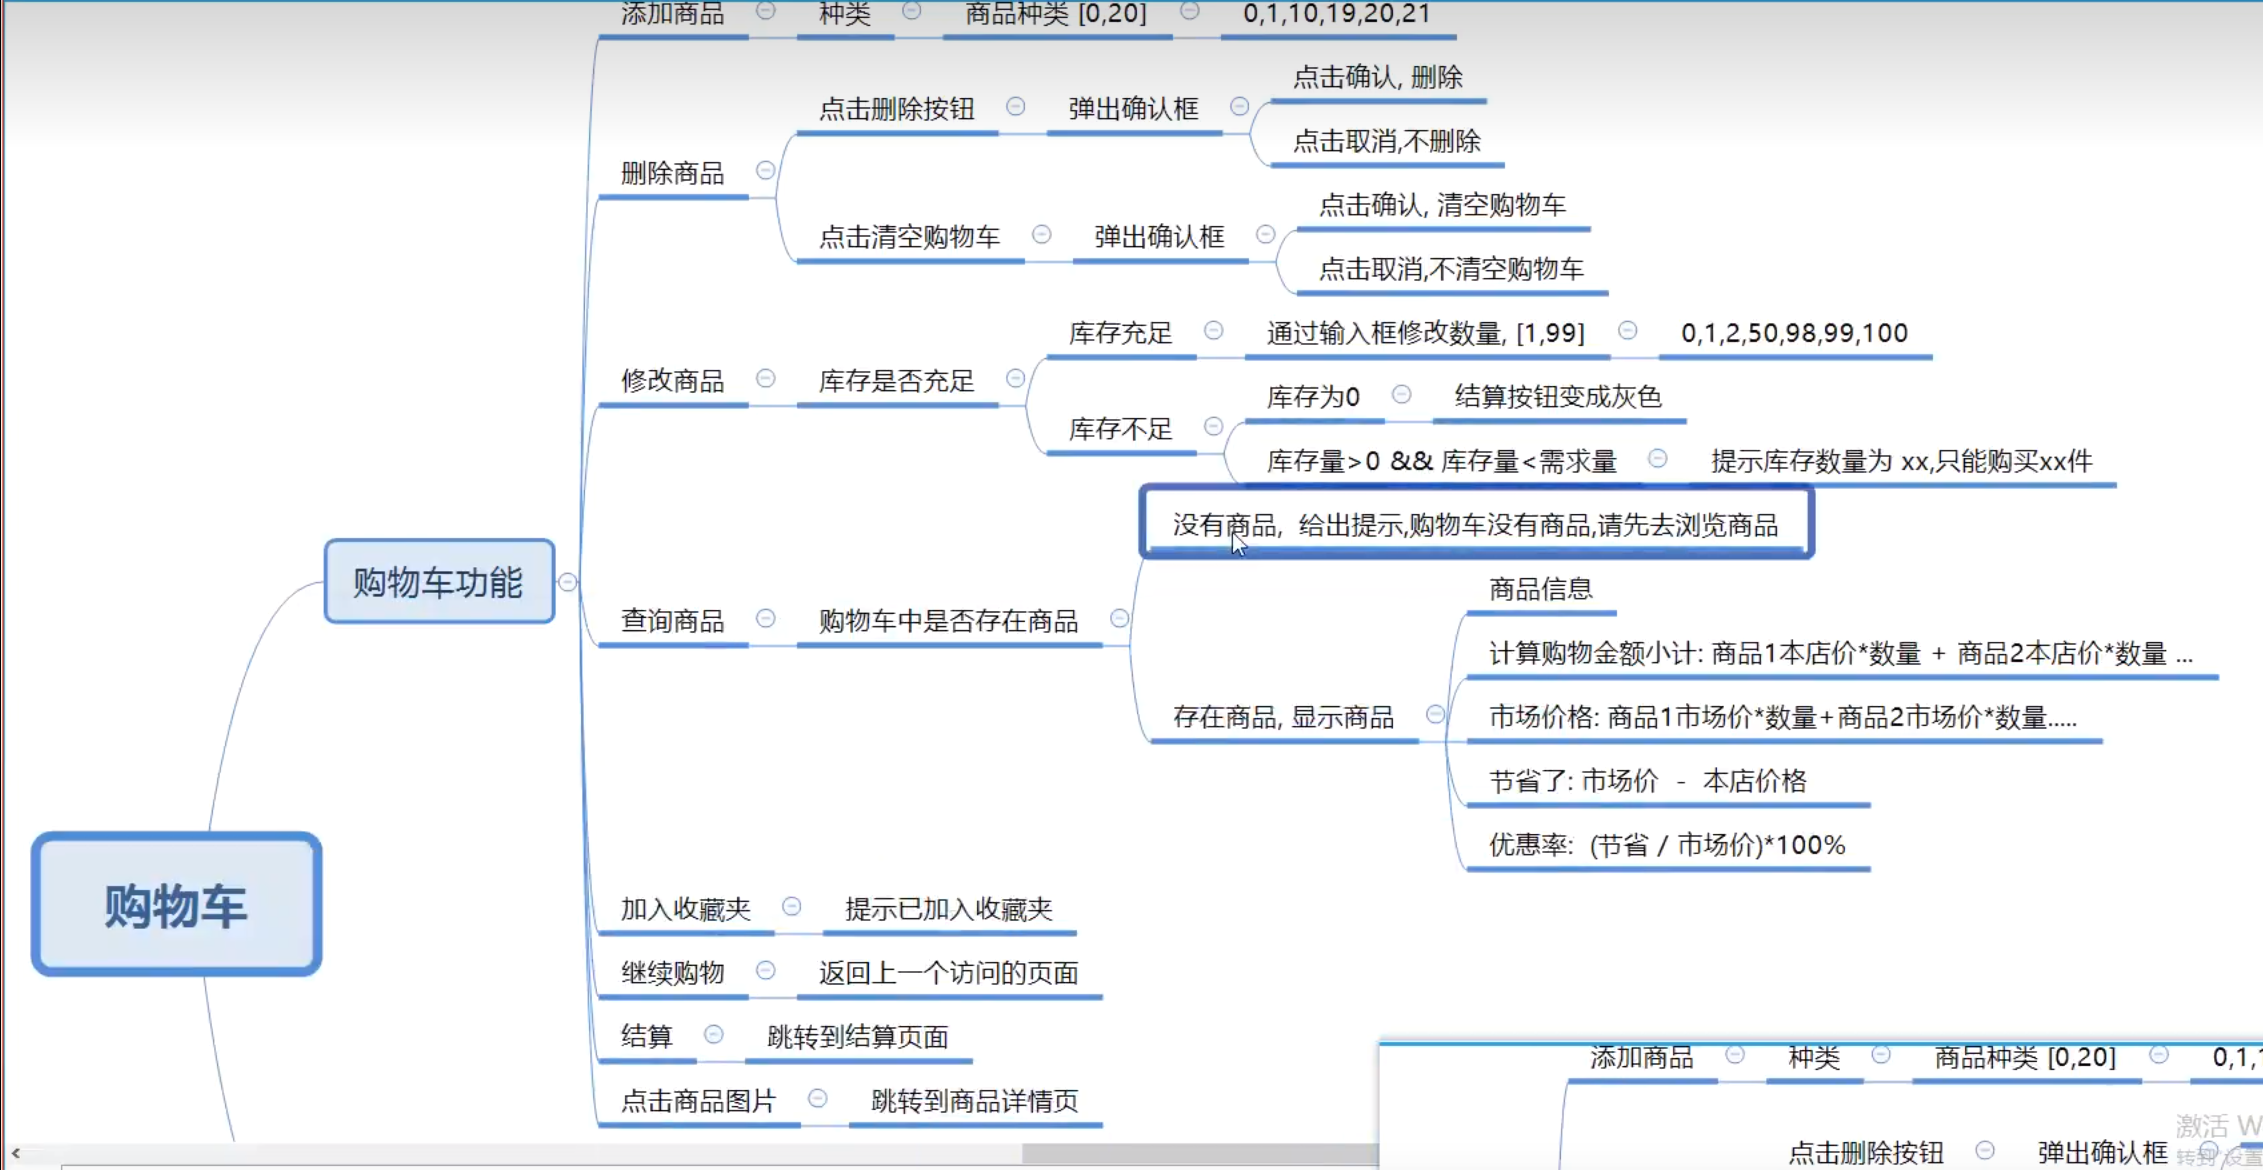 添加商品 种类 商品种类 [0,20] 0,1,10,19,20,21
点击确认, 删除
点击删除按钮 弹出确认框
点击取消,不删除
删除商品
点击确认, 清空购物车
点击清空购物车 弹出确认框
点击取消,不清空购物车
库存充足 通过输入框修改数量, [1,99] 0,1,2,50,98,99,100
修改商品 库存是否充足
库存为0 结算按钮变成灰色
库存不足
库存量>0 && 库存量<需求量 提示库存数量为 xx,只能购买xx件
没有商品, 给出提示,购物车没有商品,请先去浏览商品
购物车功能
商品信息
查询商品 购物车中是否存在商品
计算购物金额小计: 商品1本店价*数量 + 商品2本店价*数量 ...
存在商品, 显示商品
市场价格: 商品1市场价*数量+商品2市场价*数量.....
节省了: 市场价 - 本店价格
优惠率: (节省 / 市场价)*100%
购物车
加入收藏夹 提示已加入收藏夹
继续购物 返回上一个访问的页面
结算 跳转到结算页面
点击商品图片 跳转到商品详情页
添加商品 种类 商品种类 [0,20] 0,1,
点击删除按钮 弹出确认框
激活 W
转到"设置